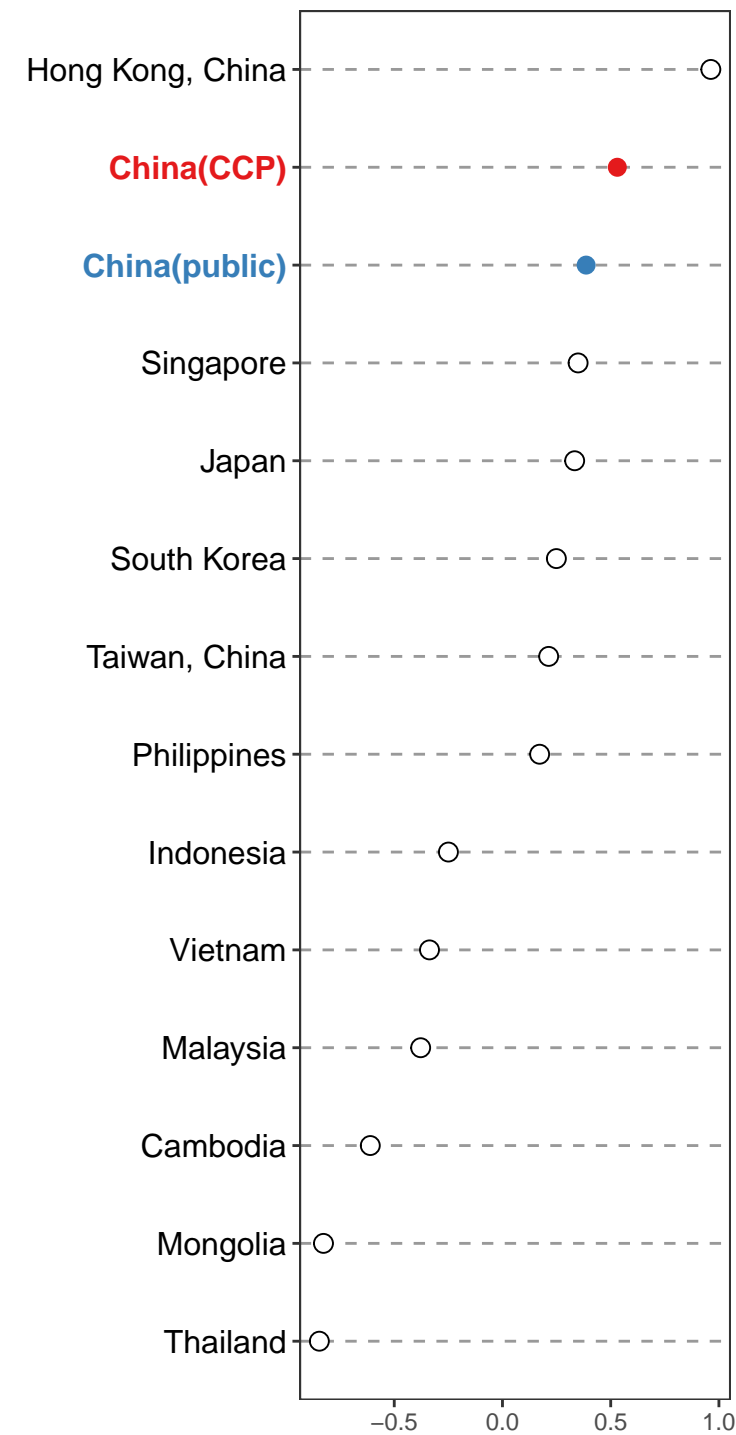 Hong Kong, China
China(CCP)
China(public)
Singapore
Japan
South Korea
Taiwan, China
Philippines
Indonesia
Vietnam
Malaysia
Cambodia
Mongolia
Thailand
−0.5 0.0 0.5 1.0